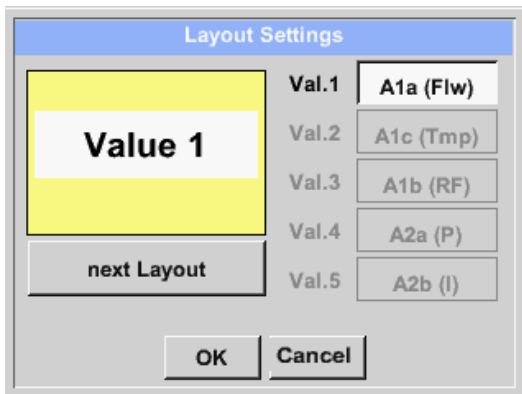 Layout Settings
Value 1
next Layout
Val.1 A1a (Flw)
Val.2 A1c (Tmp)
Val.3 A1b (RF)
Val.4 A2a (P)
Val.5 A2b (I)
OK Cancel